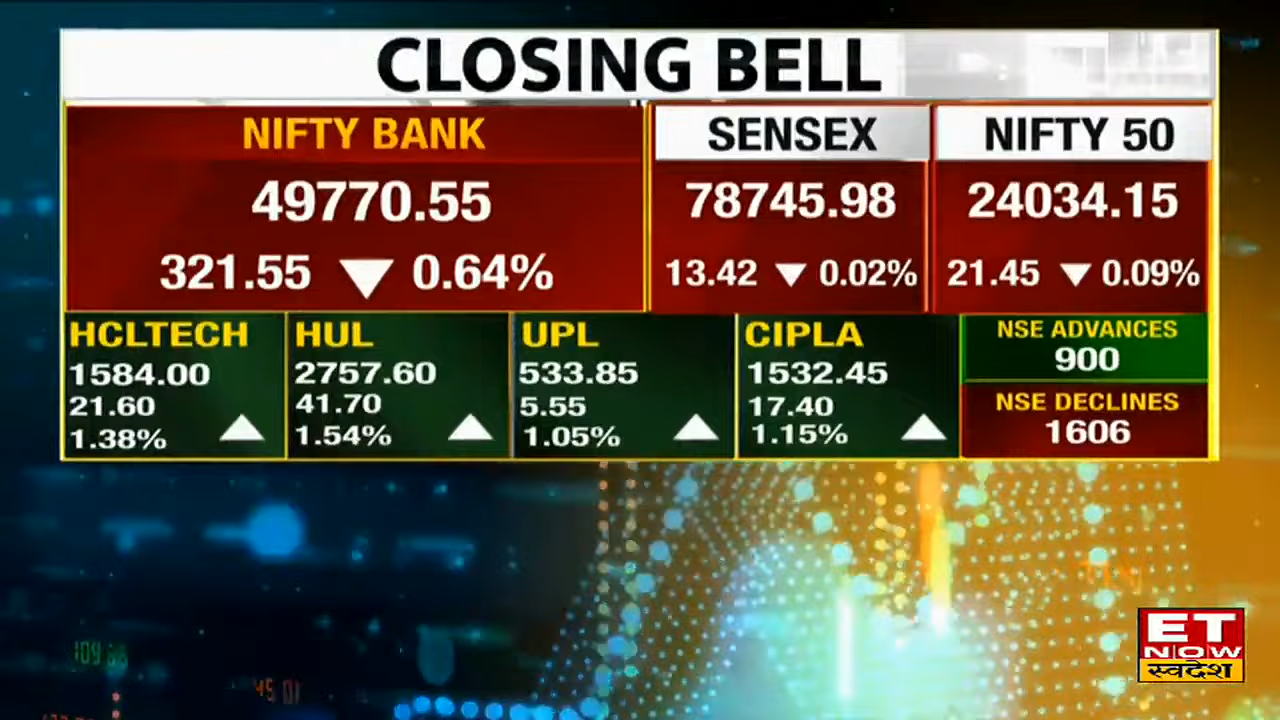 CLOSING BELL
NIFTY BANK
49770.55
321.55 ▼ 0.64%
SENSEX
78745.98
13.42 ▼ 0.02%
NIFTY 50
24034.15
21.45 ▼ 0.09%
HCLTECH
1584.00
21.60
1.38% ▲
HUL
2757.60
41.70
1.54% ▲
UPL
533.85
5.55
1.05% ▲
CIPLA
1532.45
17.40
1.15% ▲
NSE ADVANCES
900
NSE DECLINES
1606
ET
NOW
स्वदेश